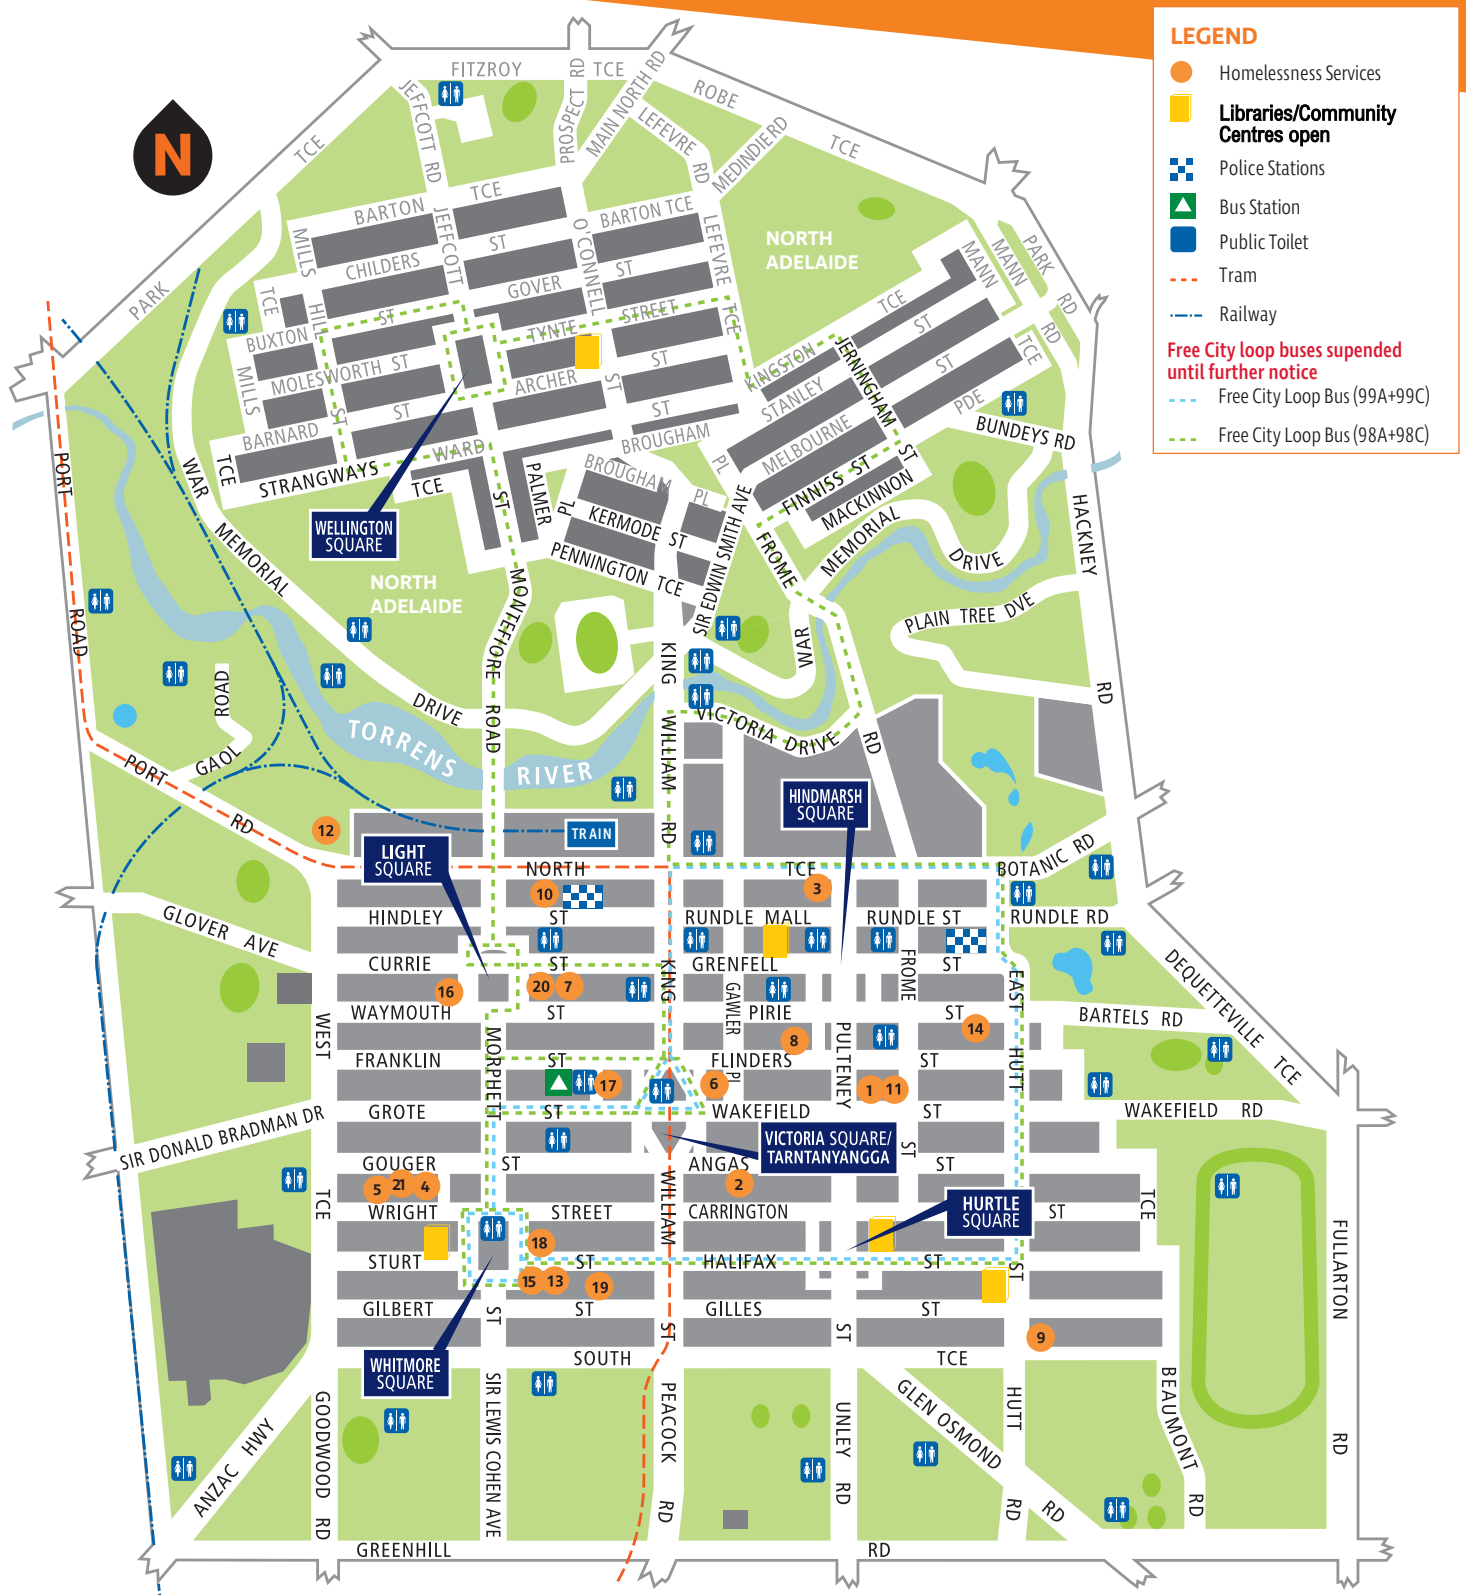 LEGEND
Homelessness Services
Libraries/Community
Centres open
Police Stations
Bus Station
Public Toilet
Tram
Railway
Free City loop buses supended
until further notice
Free City Loop Bus (99A+99C)
Free City Loop Bus (98A+98C)
N
FITZROY TCE
PARK TCE
JEFFCOTT RD
PROSPECT RD
MAIN NORTH RD
LEFEVRE RD
ROBE TCE
MEDINDIE RD
BARTON TCE
BARTON TCE
MILLS TCE
JEFFCOTT ST
O'CONNELL ST
LEFEVRE TCE
NORTH
ADELAIDE
MANN TCE
MANN RD
PARK RD
CHILDERS ST
GOVER ST
BUXTON ST
HILL ST
TYNTE STREET
MILLS TCE
MOLESWORTH ST
ARCHER ST
KINGSTON TCE
JERNINGHAM ST
STANLEY ST
BARNARD ST
WARD ST
BROUGHAM
PL
MELBOURNE ST
PDE
BUNDEYS RD
STRANGWAYS TCE
PALMER PL
BROUGHAM PL
FINNISS ST
MACKINNON
WELLINGTON
SQUARE
KERMODE ST
PENNINGTON TCE
SIR EDWIN SMITH AVE
FROME RD
WAR MEMORIAL DRIVE
HACKNEY RD
PORT ROAD
WAR MEMORIAL DRIVE
NORTH
ADELAIDE
MONTEFIORE ROAD
PLAIN TREE DVE
KING WILLIAM RD
GAOL ROAD
TORRENS RIVER
VICTORIA DRIVE
PORT RD
HINDMARSH
SQUARE
12
TRAIN
LIGHT
SQUARE
NORTH TCE
BOTANIC RD
10
3
HINDLEY ST
RUNDLE MALL
RUNDLE ST
RUNDLE RD
GLOVER AVE
CURRIE ST
GRENFELL ST
FROME
DEQUETTEVILLE TCE
16
20
7
KING WILLIAM ST
GAWLER PL
EAST TCE
WAYMOUTH ST
PIRIE ST
BARTELS RD
WEST TCE
MORPHETT ST
8
PULTENEY ST
14
HUTT ST
FRANKLIN ST
FLINDERS ST
17
6
1
11
GROTE ST
WAKEFIELD ST
WAKEFIELD RD
SIR DONALD BRADMAN DR
VICTORIA SQUARE/
TARNTANYANGGA
GOUGER ST
ANGAS ST
5
21
4
2
WRIGHT STREET
CARRINGTON ST
HURTLE
SQUARE
18
STURT ST
HALIFAX ST
15
13
19
GILBERT ST
GILLES ST
9
FULLARTON RD
WHITMORE
SQUARE
SOUTH TCE
ANZAC HWY
GOODWOOD RD
SIR LEWIS COHEN AVE
PEACOCK RD
UNLEY RD
GLEN OSMOND RD
HUTT RD
BEAUMONT RD
GREENHILL RD